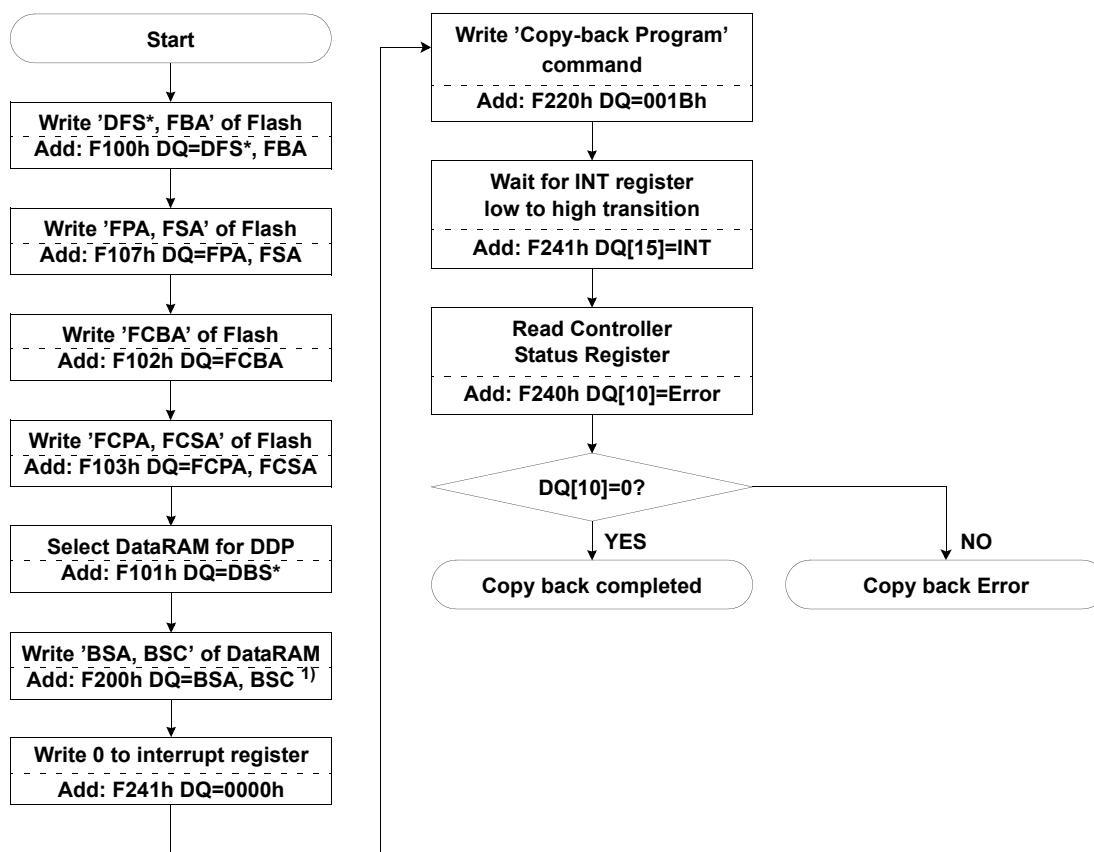 Start
Write ’DFS*, FBA’ of Flash
Add: F100h DQ=DFS*, FBA
Write ’FPA, FSA’ of Flash
Add: F107h DQ=FPA, FSA
Write ’FCBA’ of Flash
Add: F102h DQ=FCBA
Write ’FCPA, FCSA’ of Flash
Add: F103h DQ=FCPA, FCSA
Select DataRAM for DDP
Add: F101h DQ=DBS*
Write ’BSA, BSC’ of DataRAM
Add: F200h DQ=BSA, BSC 1)
Write 0 to interrupt register
Add: F241h DQ=0000h
Write ’Copy-back Program’
command
Add: F220h DQ=001Bh
Wait for INT register
low to high transition
Add: F241h DQ[15]=INT
Read Controller
Status Register
Add: F240h DQ[10]=Error
DQ[10]=0?
YES
NO
Copy back completed
Copy back Error